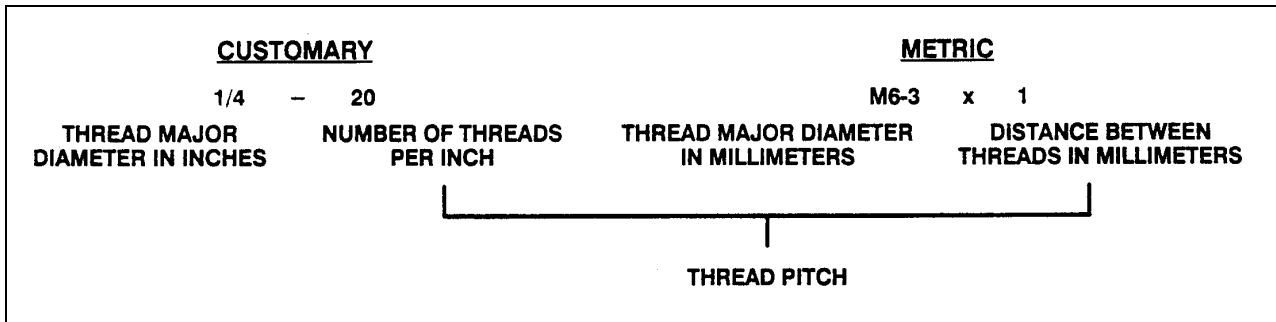 CUSTOMARY
1/4 – 20
THREAD MAJOR
DIAMETER IN INCHES
NUMBER OF THREADS
PER INCH
METRIC
M6-3 x 1
THREAD MAJOR DIAMETER
IN MILLIMETERS
DISTANCE BETWEEN
THREADS IN MILLIMETERS
THREAD PITCH